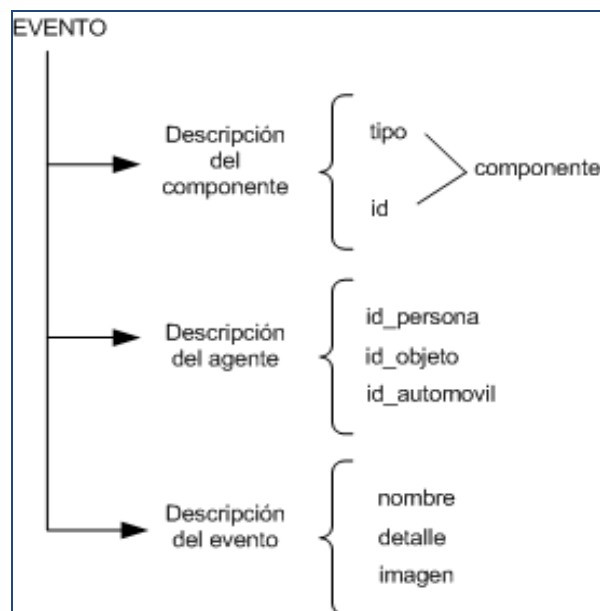 EVENTO
Descripción
del
componente
tipo
id
componente
Descripción
del agente
id_persona
id_objeto
id_automovil
Descripción
del evento
nombre
detalle
imagen